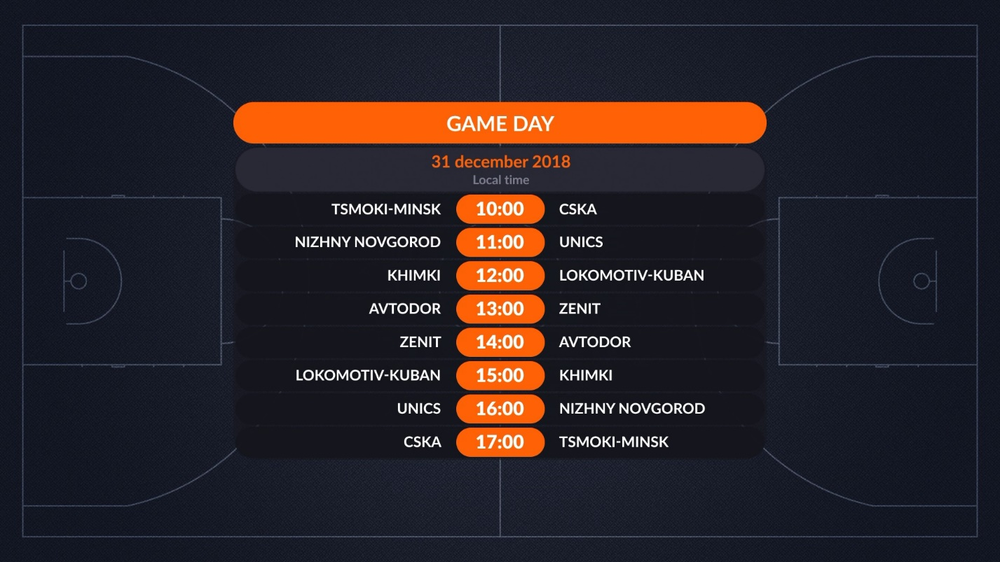 GAME DAY
31 december 2018
Local time
TSMOKI-MINSK 10:00 CSKA
NIZHNY NOVGOROD 11:00 UNICS
KHIMKI 12:00 LOKOMOTIV-KUBAN
AVTODOR 13:00 ZENIT
ZENIT 14:00 AVTODOR
LOKOMOTIV-KUBAN 15:00 KHIMKI
UNICS 16:00 NIZHNY NOVGOROD
CSKA 17:00 TSMOKI-MINSK